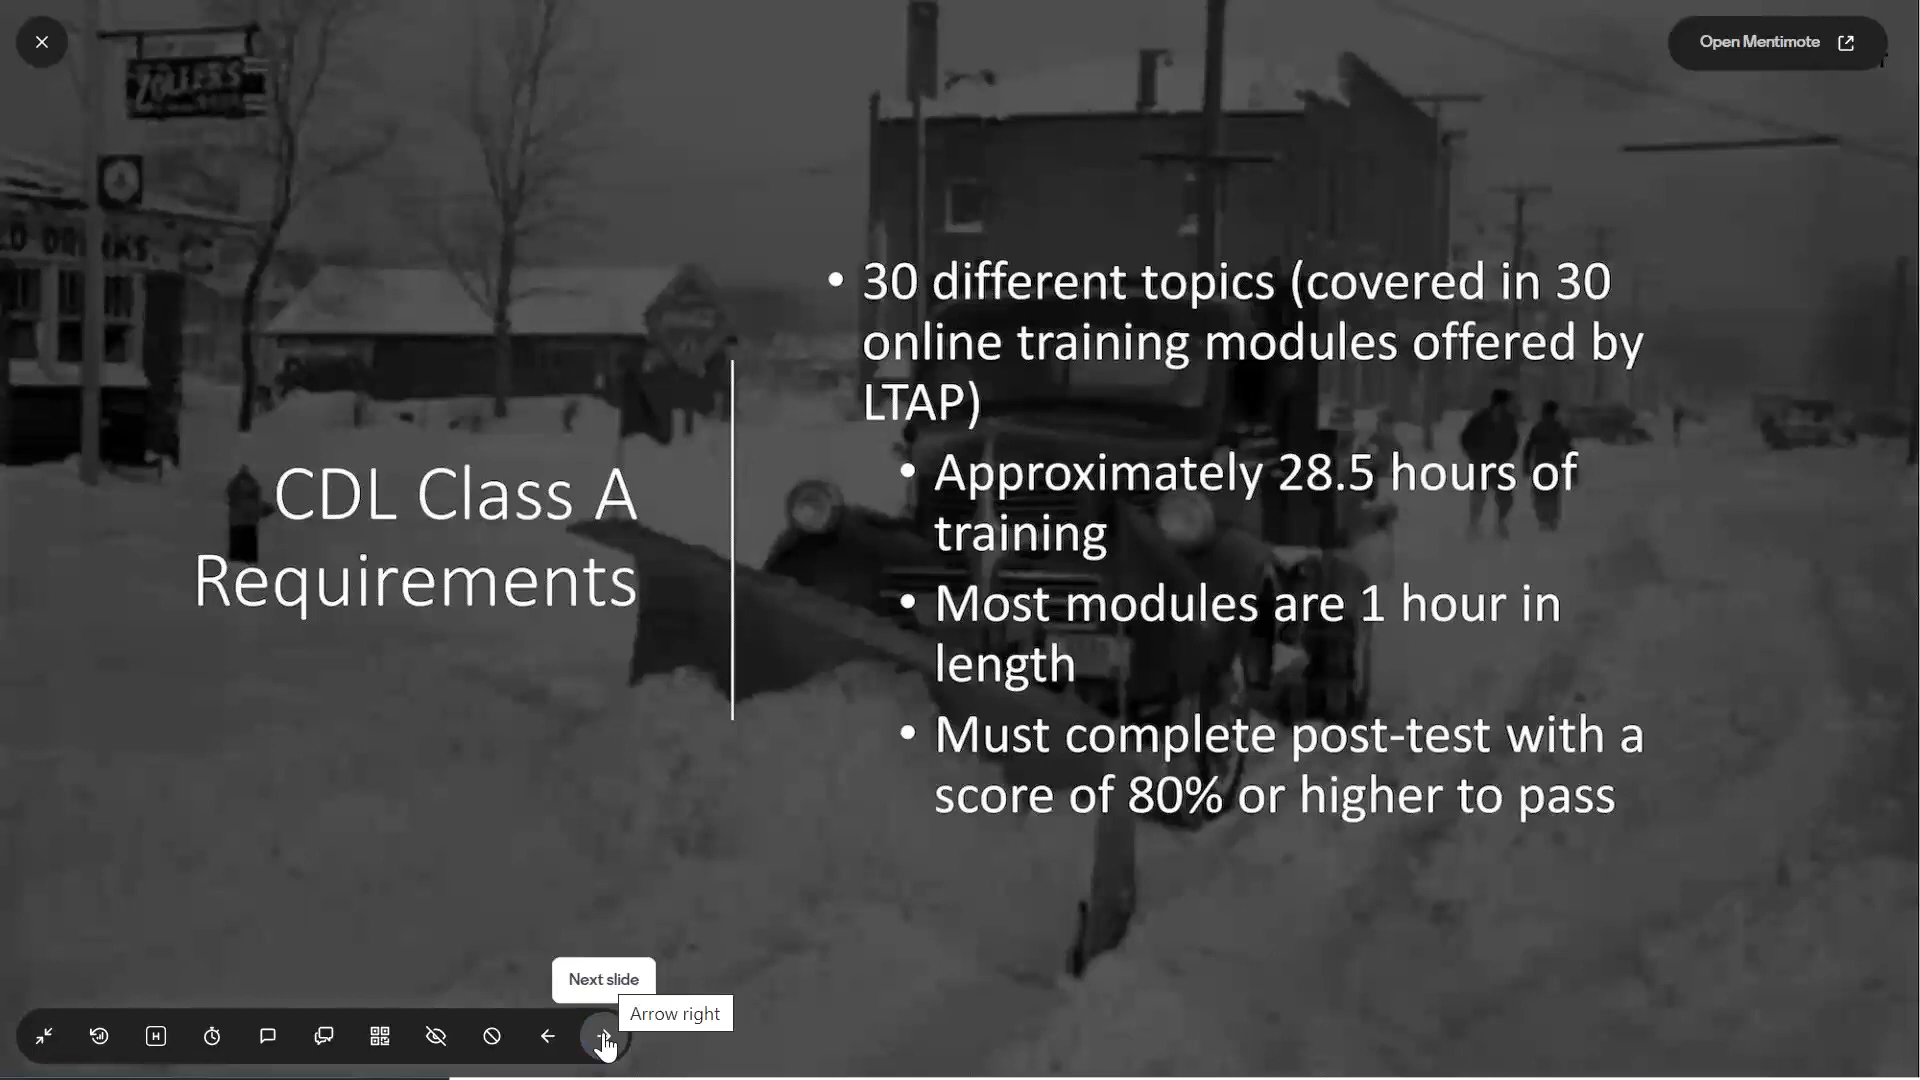 Open Mentimote
ZOLLERS
• 30 different topics (covered in 30
online training modules offered by
LTAP)
• Approximately 28.5 hours of
training
• Most modules are 1 hour in
length
• Must complete post-test with a
score of 80% or higher to pass
CDL Class A
Requirements
Next slide
Arrow right
H